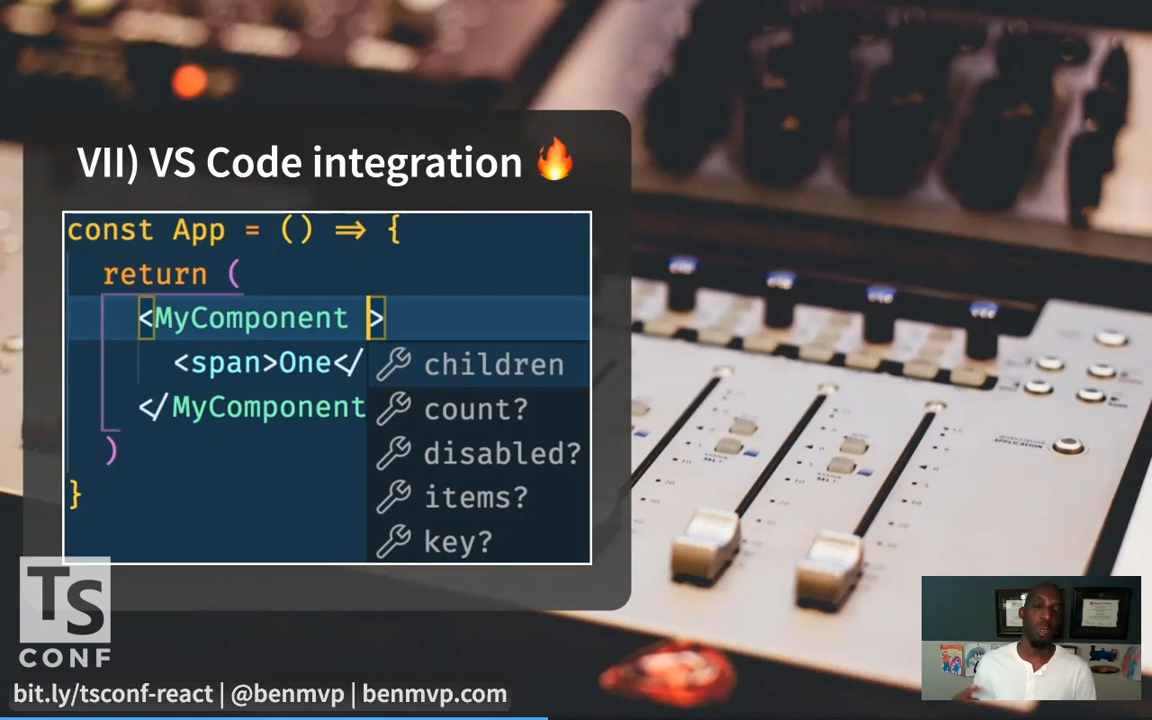 VII) VS Code integration 🔥
const App = () => {
return (
<MyComponent >
<span>One</
</MyComponent
)
}
children
count?
disabled?
items?
key?
TS
CONF
bit.ly/tsconf-react | @benmvp | benmvp.com